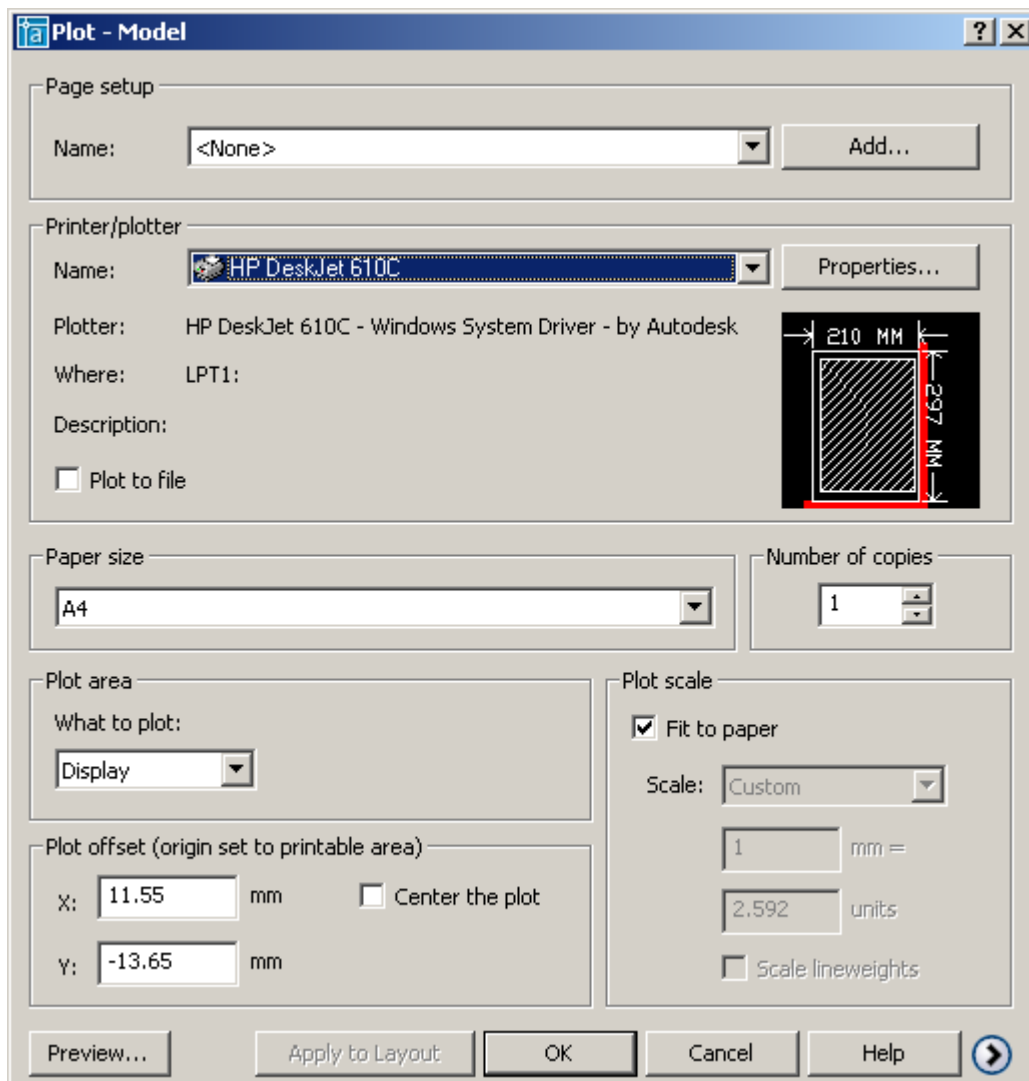 Plot - Model
Page setup
Name: <None> Add...
Printer/plotter
Name: HP DeskJet 610C Properties...
Plotter: HP DeskJet 610C - Windows System Driver - by Autodesk
Where: LPT1:
Description:
Plot to file
210 MM
297 MM
Paper size
A4
Number of copies
1
Plot area
What to plot:
Display
Plot offset (origin set to printable area)
X: 11.55 mm Center the plot
Y: -13.65 mm
Plot scale
Fit to paper
Scale: Custom
1 mm =
2.592 units
Scale lineweights
Preview... Apply to Layout OK Cancel Help